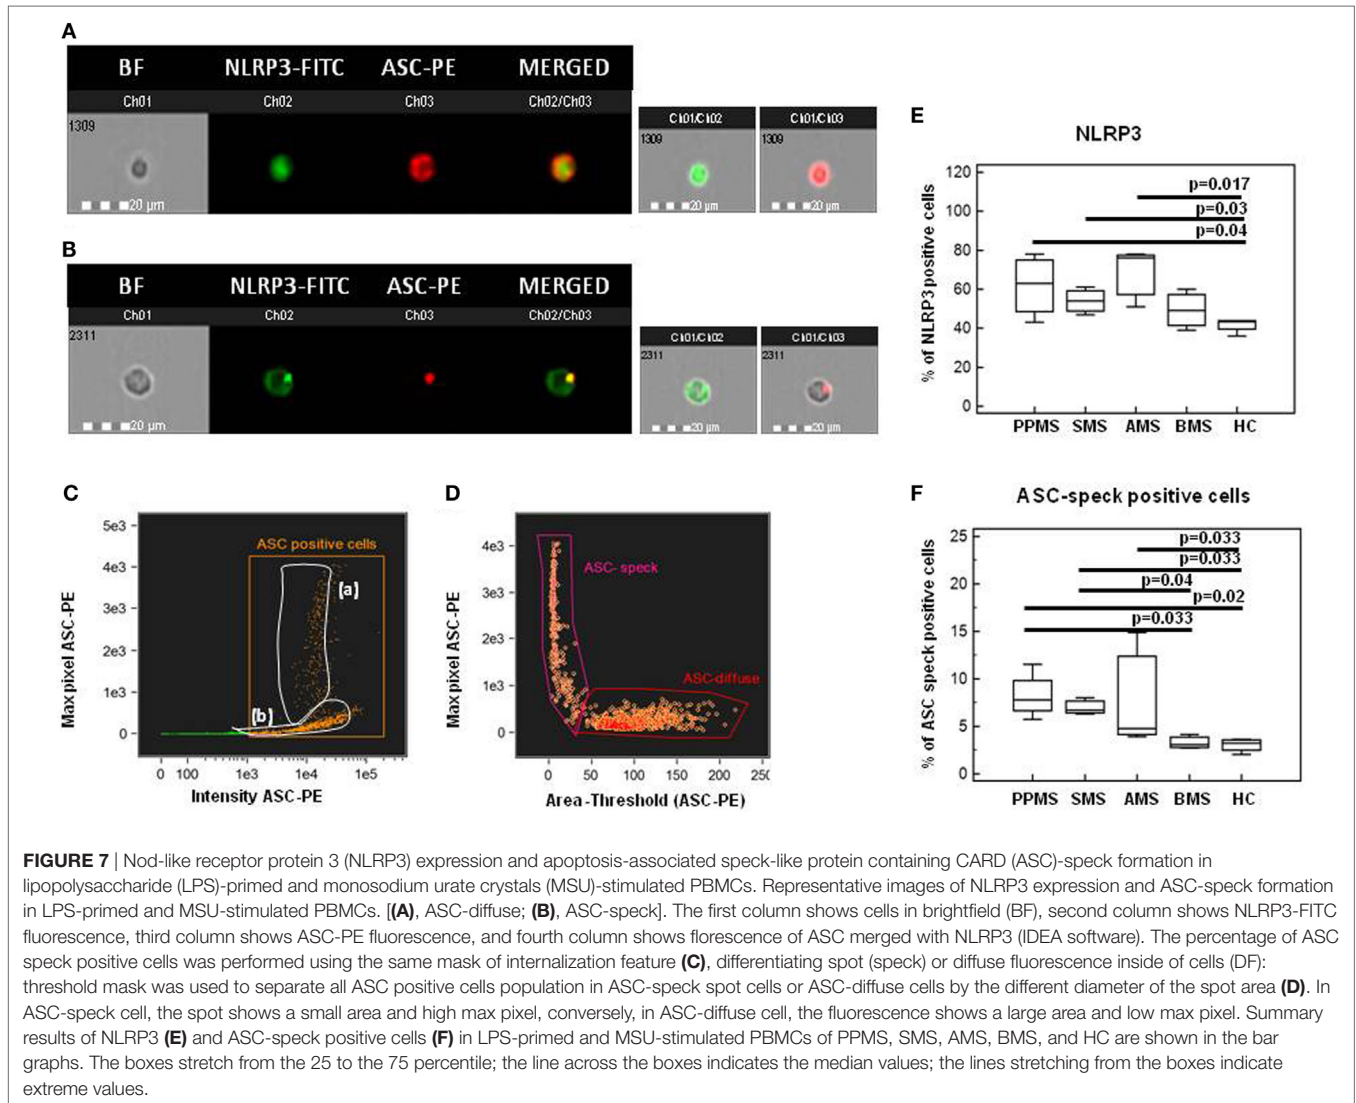 A
BF NLRP3-FITC ASC-PE MERGED
Ch01 Ch02 Ch03 Ch02/Ch03
1309
20 µm
Ch01/Ch02 Ch01/Ch03
1309 1309
20 µm 20 µm
B
BF NLRP3-FITC ASC-PE MERGED
Ch01 Ch02 Ch03 Ch02/Ch03
2311
20 µm
Ch01/Ch02 Ch01/Ch03
2311 2311
20 µm 20 µm
C
Max pixel ASC-PE
5e3
4e3
3e3
2e3
1e3
0
ASC positive cells
(a)
(b)
0 100 1e3 1e4 1e5
Intensity ASC-PE
D
Max pixel ASC-PE
4e3
3e3
2e3
1e3
0
ASC- speck
ASC-diffuse
0 50 100 150 200 250
Area-Threshold (ASC-PE)
E
NLRP3
% of NLRP3 positive cells
120
100
80
60
40
20
0
p=0.017
p=0.03
p=0.04
PPMS SMS AMS BMS HC
F
ASC-speck positive cells
% of ASC speck positive cells
25
20
15
10
5
0
p=0.033
p=0.033
p=0.04
p=0.02
p=0.033
PPMS SMS AMS BMS HC
FIGURE 7 | Nod-like receptor protein 3 (NLRP3) expression and apoptosis-associated speck-like protein containing CARD (ASC)-speck formation in
lipopolysaccharide (LPS)-primed and monosodium urate crystals (MSU)-stimulated PBMCs. Representative images of NLRP3 expression and ASC-speck formation
in LPS-primed and MSU-stimulated PBMCs. [(A), ASC-diffuse; (B), ASC-speck]. The first column shows cells in brightfield (BF), second column shows NLRP3-FITC
fluorescence, third column shows ASC-PE fluorescence, and fourth column shows florescence of ASC merged with NLRP3 (IDEA software). The percentage of ASC
speck positive cells was performed using the same mask of internalization feature (C), differentiating spot (speck) or diffuse fluorescence inside of cells (DF):
threshold mask was used to separate all ASC positive cells population in ASC-speck spot cells or ASC-diffuse cells by the different diameter of the spot area (D). In
ASC-speck cell, the spot shows a small area and high max pixel, conversely, in ASC-diffuse cell, the fluorescence shows a large area and low max pixel. Summary
results of NLRP3 (E) and ASC-speck positive cells (F) in LPS-primed and MSU-stimulated PBMCs of PPMS, SMS, AMS, BMS, and HC are shown in the bar
graphs. The boxes stretch from the 25 to the 75 percentile; the line across the boxes indicates the median values; the lines stretching from the boxes indicate
extreme values.